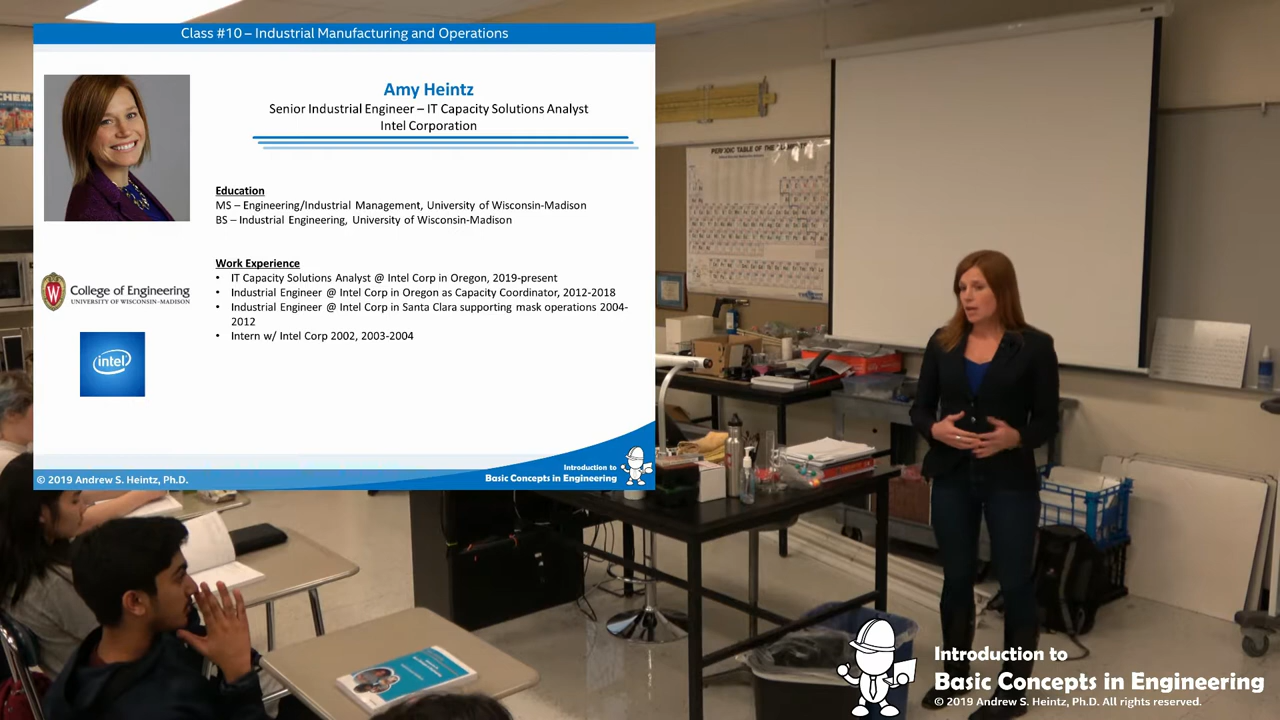 Class #10 – Industrial Manufacturing and Operations
Amy Heintz
Senior Industrial Engineer – IT Capacity Solutions Analyst
Intel Corporation
Education
MS – Engineering/Industrial Management, University of Wisconsin-Madison
BS – Industrial Engineering, University of Wisconsin-Madison
Work Experience
• IT Capacity Solutions Analyst @ Intel Corp in Oregon, 2019-present
• Industrial Engineer @ Intel Corp in Oregon as Capacity Coordinator, 2012-2018
• Industrial Engineer @ Intel Corp in Santa Clara supporting mask operations 2004-
2012
• Intern w/ Intel Corp 2002, 2003-2004
W
College of Engineering
UNIVERSITY OF WISCONSIN-MADISON
intel
© 2019 Andrew S. Heintz, Ph.D.
Introduction to
Basic Concepts in Engineering
CHEM
PERIODIC TABLE OF THE
Introduction to
Basic Concepts in Engineering
© 2019 Andrew S. Heintz, Ph.D. All rights reserved.